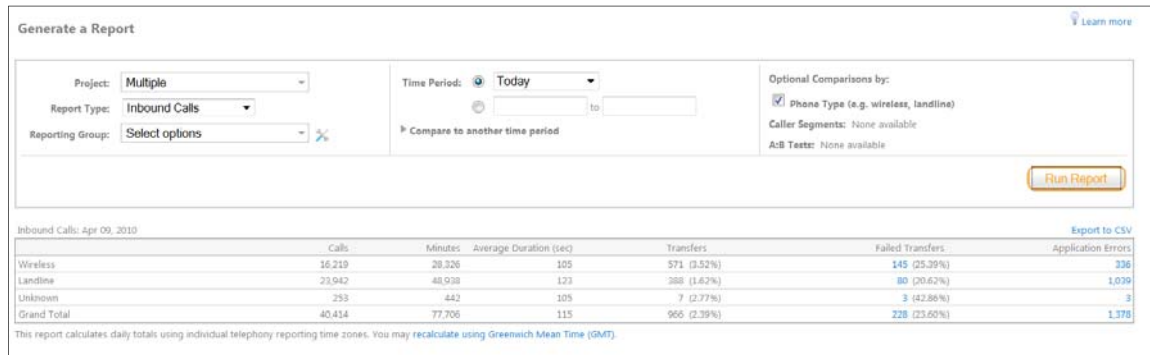 Generate a Report
Learn more
Project: Multiple
Report Type: Inbound Calls
Reporting Group: Select options
Time Period: Today
to
Compare to another time period
Optional Comparisons by:
Phone Type (e.g. wireless, landline)
Caller Segments: None available
A:B Tests: None available
Run Report
Inbound Calls: Apr 09, 2010
Export to CSV
Calls Minutes Average Duration (sec) Transfers Failed Transfers Application Errors
Wireless 16,219 28,326 105 571 (3.52%) 145 (25.39%) 336
Landline 23,942 48,938 123 388 (1.62%) 80 (20.62%) 1,039
Unknown 253 442 105 7 (2.77%) 3 (42.86%) 3
Grand Total 40,414 77,706 115 966 (2.39%) 228 (23.60%) 1,378
This report calculates daily totals using individual telephony reporting time zones. You may recalculate using Greenwich Mean Time (GMT).